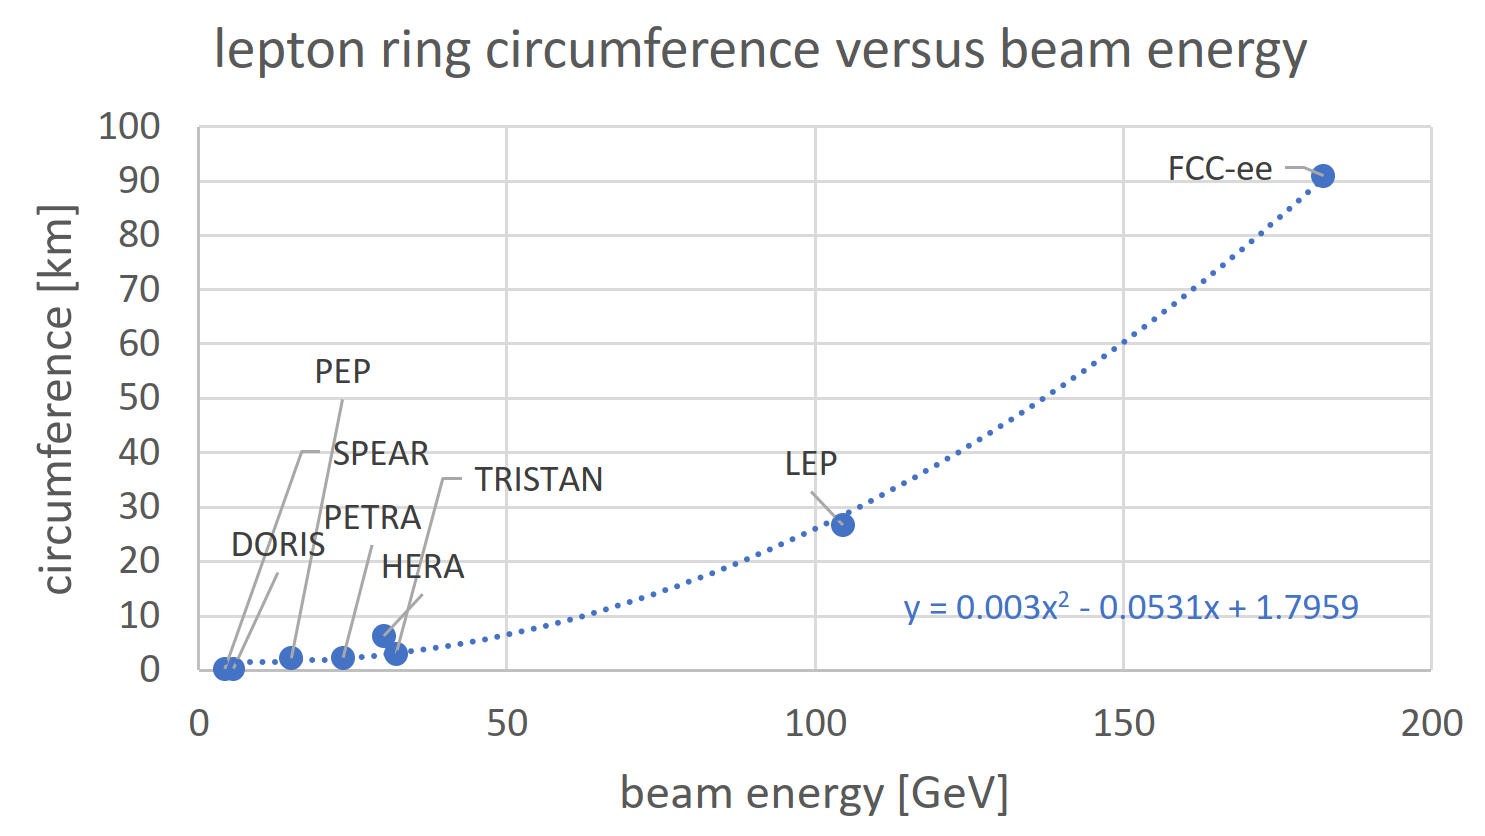 lepton ring circumference versus beam energy
100
90
80
70
60
50
40
30
20
10
0
circumference [km]
FCC-ee
PEP
SPEAR
TRISTAN
LEP
PETRA
DORIS
HERA
y = 0.003x² - 0.0531x + 1.7959
0
50
100
150
200
beam energy [GeV]